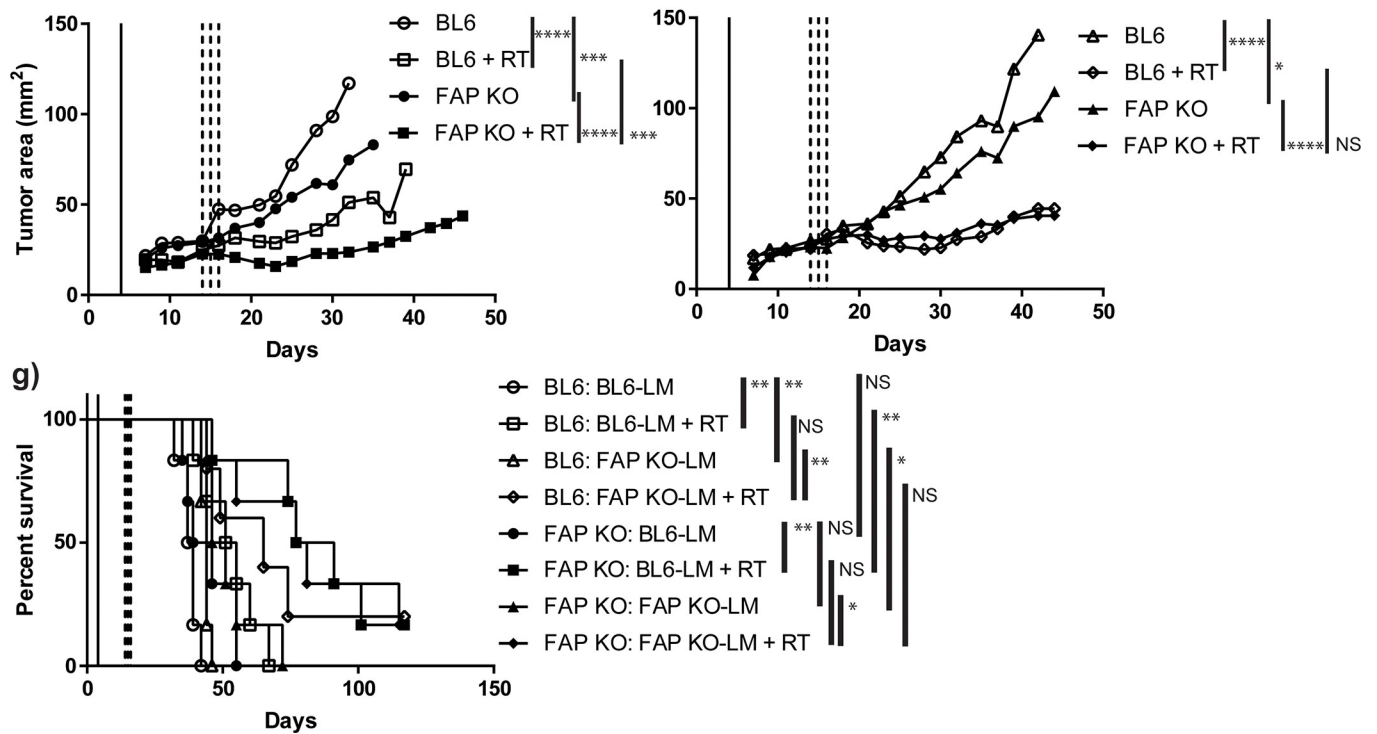 150
100
50
0
Tumor area (mm²)
0 10 20 30 40 50
Days
BL6
BL6 + RT
FAP KO
FAP KO + RT
****
***
****
***
150
100
50
0
0 10 20 30 40 50
Days
BL6
BL6 + RT
FAP KO
FAP KO + RT
****
*
****
NS
g)
100
50
0
Percent survival
0 50 100 150
Days
BL6: BL6-LM
BL6: BL6-LM + RT
BL6: FAP KO-LM
BL6: FAP KO-LM + RT
FAP KO: BL6-LM
FAP KO: BL6-LM + RT
FAP KO: FAP KO-LM
FAP KO: FAP KO-LM + RT
** ** NS
NS **
** *
NS
** NS
NS
*